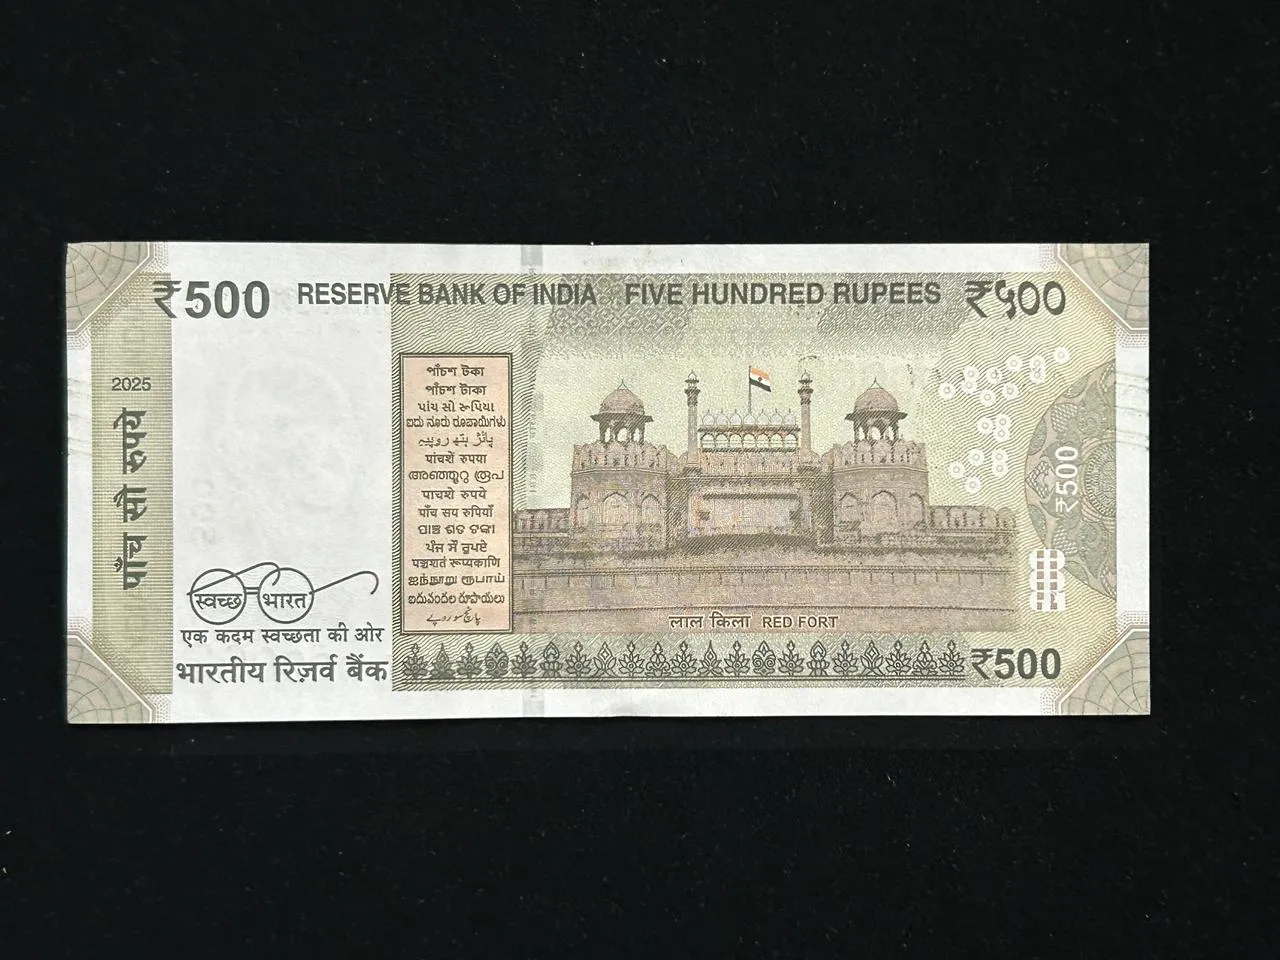 ₹500 RESERVE BANK OF INDIA FIVE HUNDRED RUPEES ₹५००
2025
पाँच सौ रुपये
পাঁচশ টকা
পাঁচশ টাকা
પાંચ સો રૂપિયા
ಐದು ನೂರು ರೂಪಾಯಿಗಳು
پانژ ہتھ روپیہ
पांचशें रुपया
അഞ്ഞൂറു രൂപ
पाचशे रुपये
पाँच सय रुपियाँ
ପାଞ୍ଚ ଶତ ଟଙ୍କା
ਪੰਜ ਸੌ ਰੁਪਏ
पञ्चशतं रूप्यकाणि
ஐந்நூறு ரூபாய்
ఐదువందల రూపాయలు
پانچ سو روپے
₹500
स्वच्छ भारत
एक कदम स्वच्छता की ओर
भारतीय रिज़र्व बैंक
लाल किला RED FORT
₹500